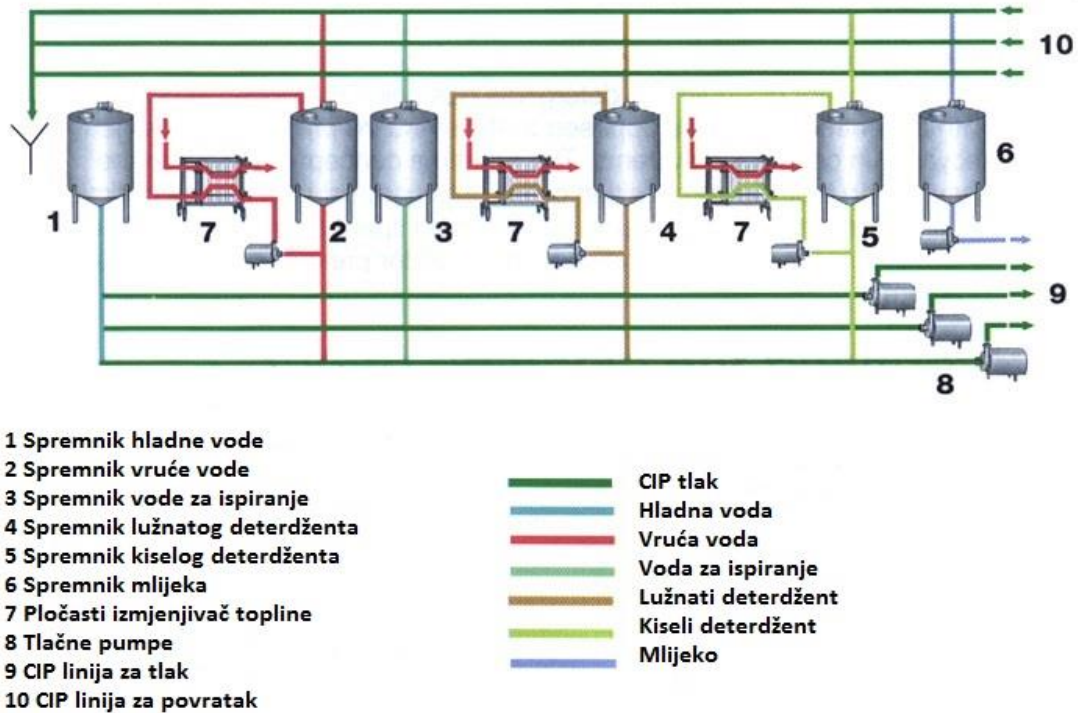 10
1
7
2
3
7
4
7
5
6
9
8
1 Spremnik hladne vode
2 Spremnik vruće vode
3 Spremnik vode za ispiranje
4 Spremnik lužnatog deterdženta
5 Spremnik kiselog deterdženta
6 Spremnik mlijeka
7 Pločasti izmjenjivač topline
8 Tlačne pumpe
9 CIP linija za tlak
10 CIP linija za povratak
CIP tlak
Hladna voda
Vruća voda
Voda za ispiranje
Lužnati deterdžent
Kiseli deterdžent
Mlijeko